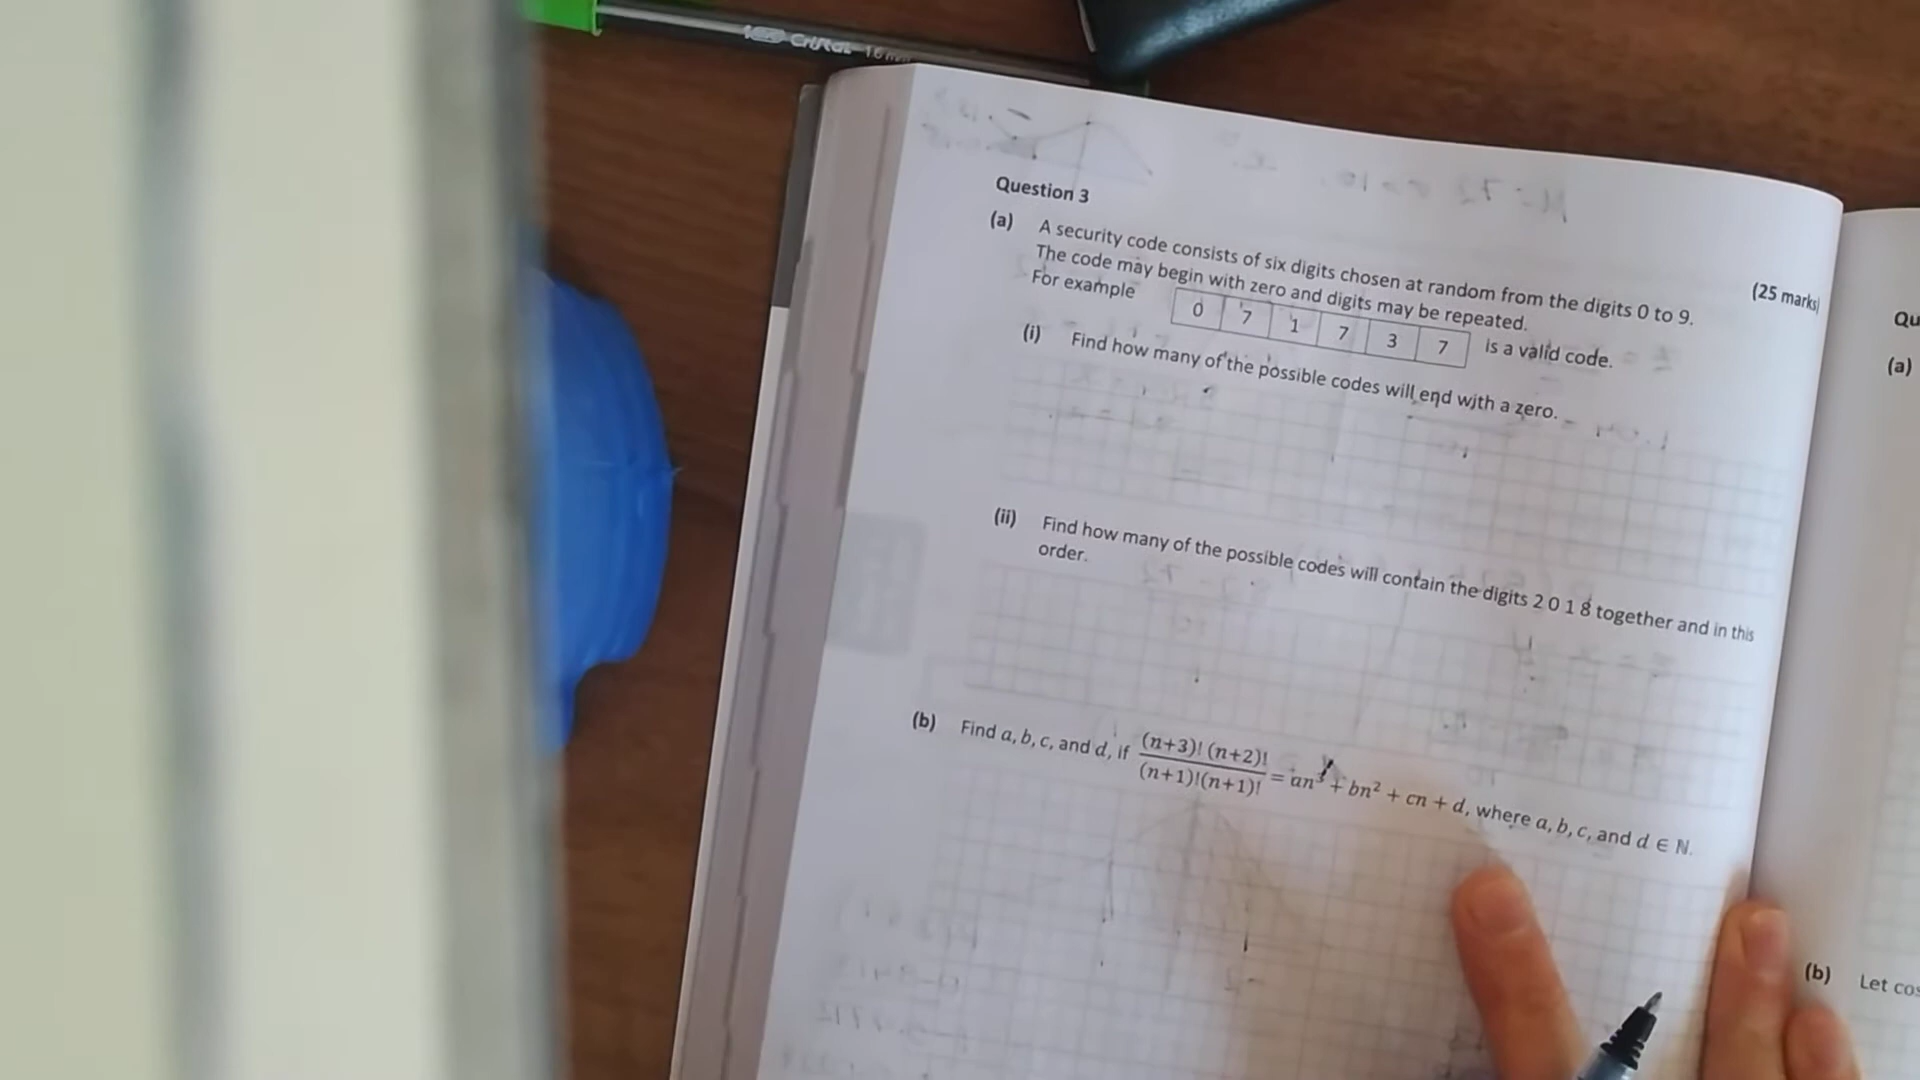 Cristal
Question 3
(25 marks)
(a) A security code consists of six digits chosen at random from the digits 0 to 9.
The code may begin with zero and digits may be repeated.
For example 0 7 1 7 3 7 is a valid code.
(i) Find how many of the possible codes will end with a zero.
(ii) Find how many of the possible codes will contain the digits 2 0 1 8 together and in this
order.
(b) Find a, b, c, and d, if (n+3)! (n+2)! / (n+1)!(n+1)! = an³ + bn² + cn + d, where a, b, c, and d ∈ ℕ.
Qu
(a)
(b) Let cos